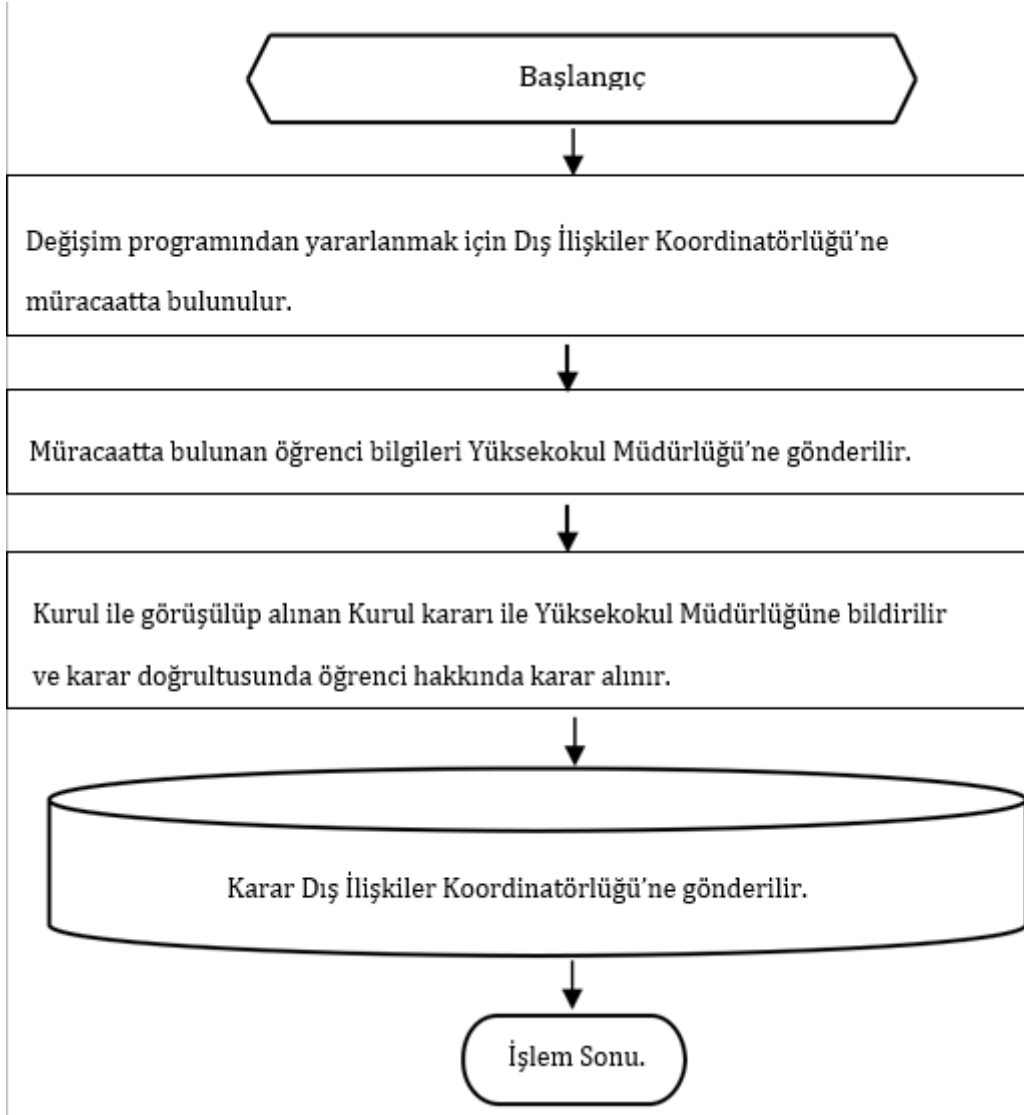 Başlangıç
Değişim programından yararlanmak için Dış İlişkiler Koordinatörlüğü’ne
müracaatta bulunulur.
Müracaatta bulunan öğrenci bilgileri Yüksekokul Müdürlüğü’ne gönderilir.
Kurul ile görüşülüp alınan Kurul kararı ile Yüksekokul Müdürlüğüne bildirilir
ve karar doğrultusunda öğrenci hakkında karar alınır.
Karar Dış İlişkiler Koordinatörlüğü’ne gönderilir.
İşlem Sonu.